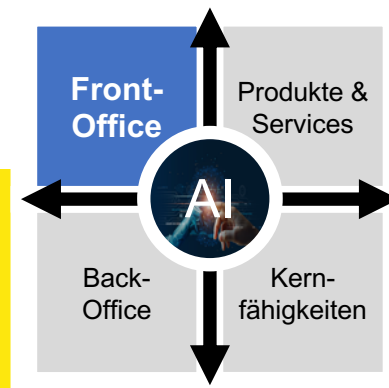 Front-
Office
Produkte &
Services
AI
Back-
Office
Kern-
fähigkeiten